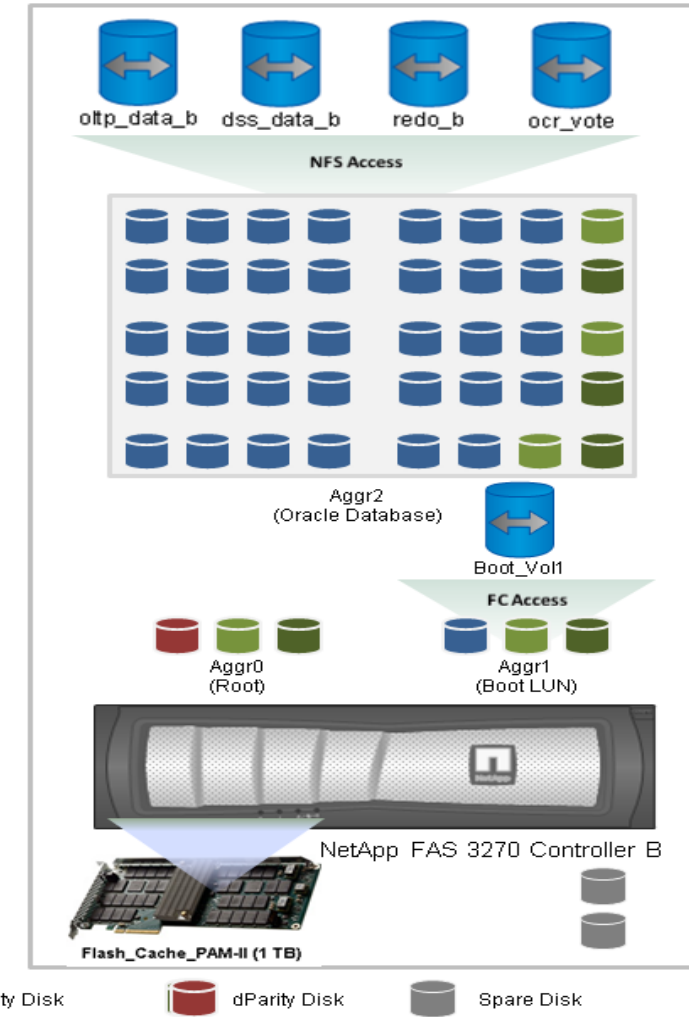 oltp_data_b dss_data_b redo_b ocr_vote
NFS Access
Aggr2
(Oracle Database)
Boot_Vol1
FC Access
Aggr0
(Root)
Aggr1
(Boot LUN)
NetApp
NetApp FAS 3270 Controller B
Flash_Cache_PAM-II (1 TB)
ty Disk dParity Disk Spare Disk